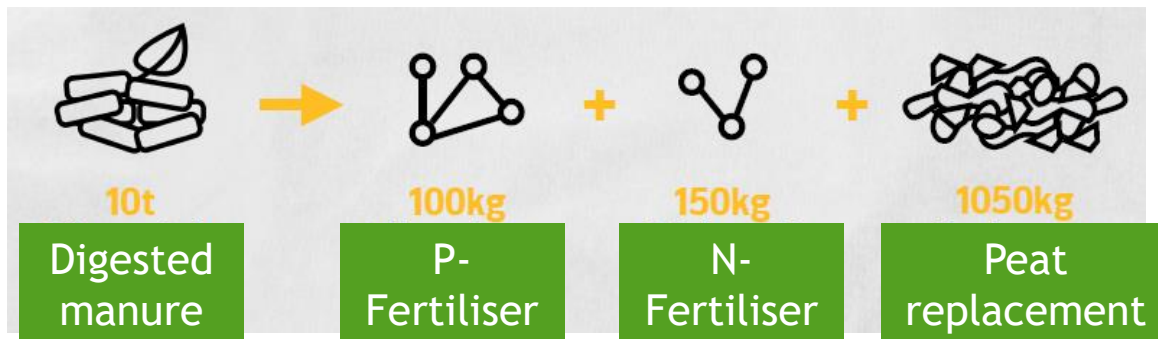 10t
100kg
+
150kg
+
1050kg
Digested
manure
P-
Fertiliser
N-
Fertiliser
Peat
replacement